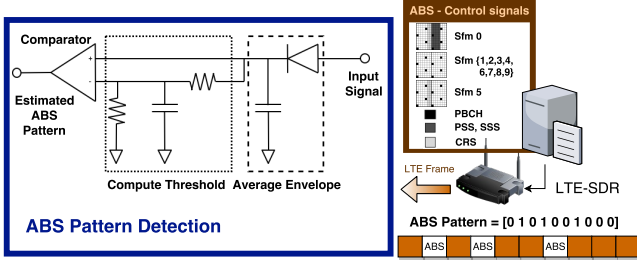 Comparator
+
-
Input
Signal
Estimated
ABS
Pattern
Compute Threshold
Average Envelope
ABS Pattern Detection
ABS - Control signals
Sfm 0
Sfm {1,2,3,4,
6,7,8,9}
Sfm 5
PBCH
PSS, SSS
CRS
LTE Frame
LTE-SDR
ABS Pattern = [0 1 0 1 0 0 1 0 0 0]
ABS
ABS
ABS